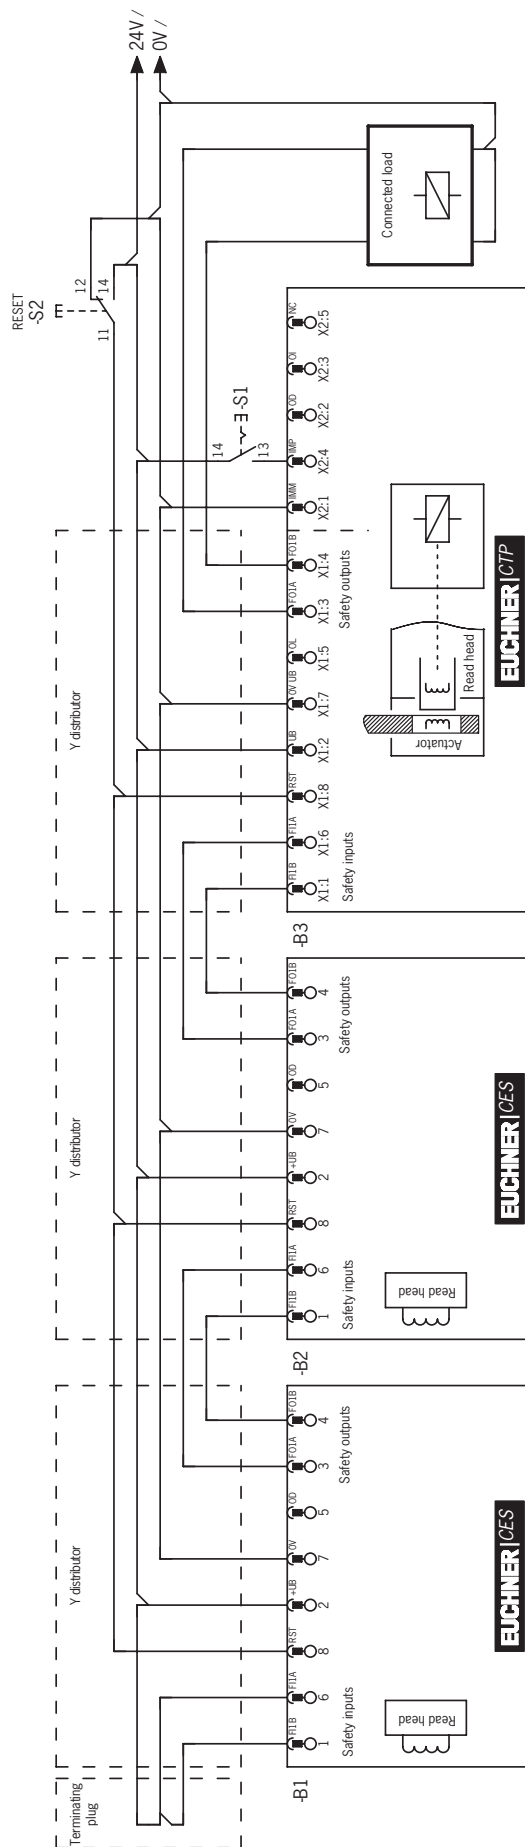 RESET
-S2
12
11
14
24V /
0V /
Terminating
plug
Y distributor
Y distributor
Y distributor
14
13
-S1
Connected load
-B1
FI1B FI1A RST +UB 0V OD FO1A FO1B
1 6 8 2 7 5 3 4
Safety inputs
Safety outputs
Read head
EUCHNER|CES
-B2
FI1B FI1A RST +UB 0V OD FO1A FO1B
1 6 8 2 7 5 3 4
Safety inputs
Safety outputs
Read head
EUCHNER|CES
-B3
FI1B FI1A RST UB 0V UB OL FO1A FO1B IMM IMP OD OI NC
X1:1 X1:6 X1:8 X1:2 X1:7 X1:5 X1:3 X1:4 X2:1 X2:4 X2:2 X2:3 X2:5
Safety inputs
Safety outputs
Actuator
Read head
EUCHNER|CTP